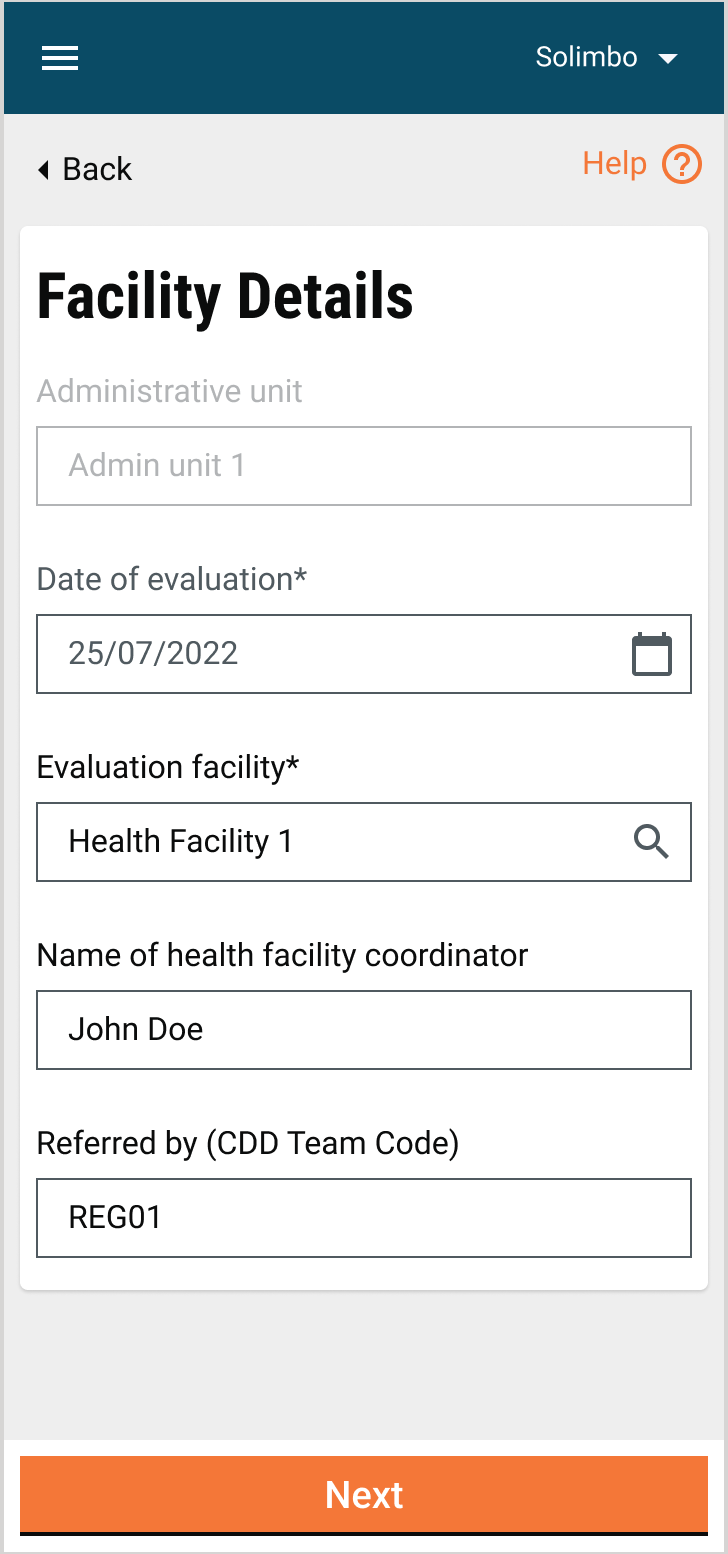 Solimbo
Back
Help
Facility Details
Administrative unit
Admin unit 1
Date of evaluation*
25/07/2022
Evaluation facility*
Health Facility 1
Name of health facility coordinator
John Doe
Referred by (CDD Team Code)
REG01
Next